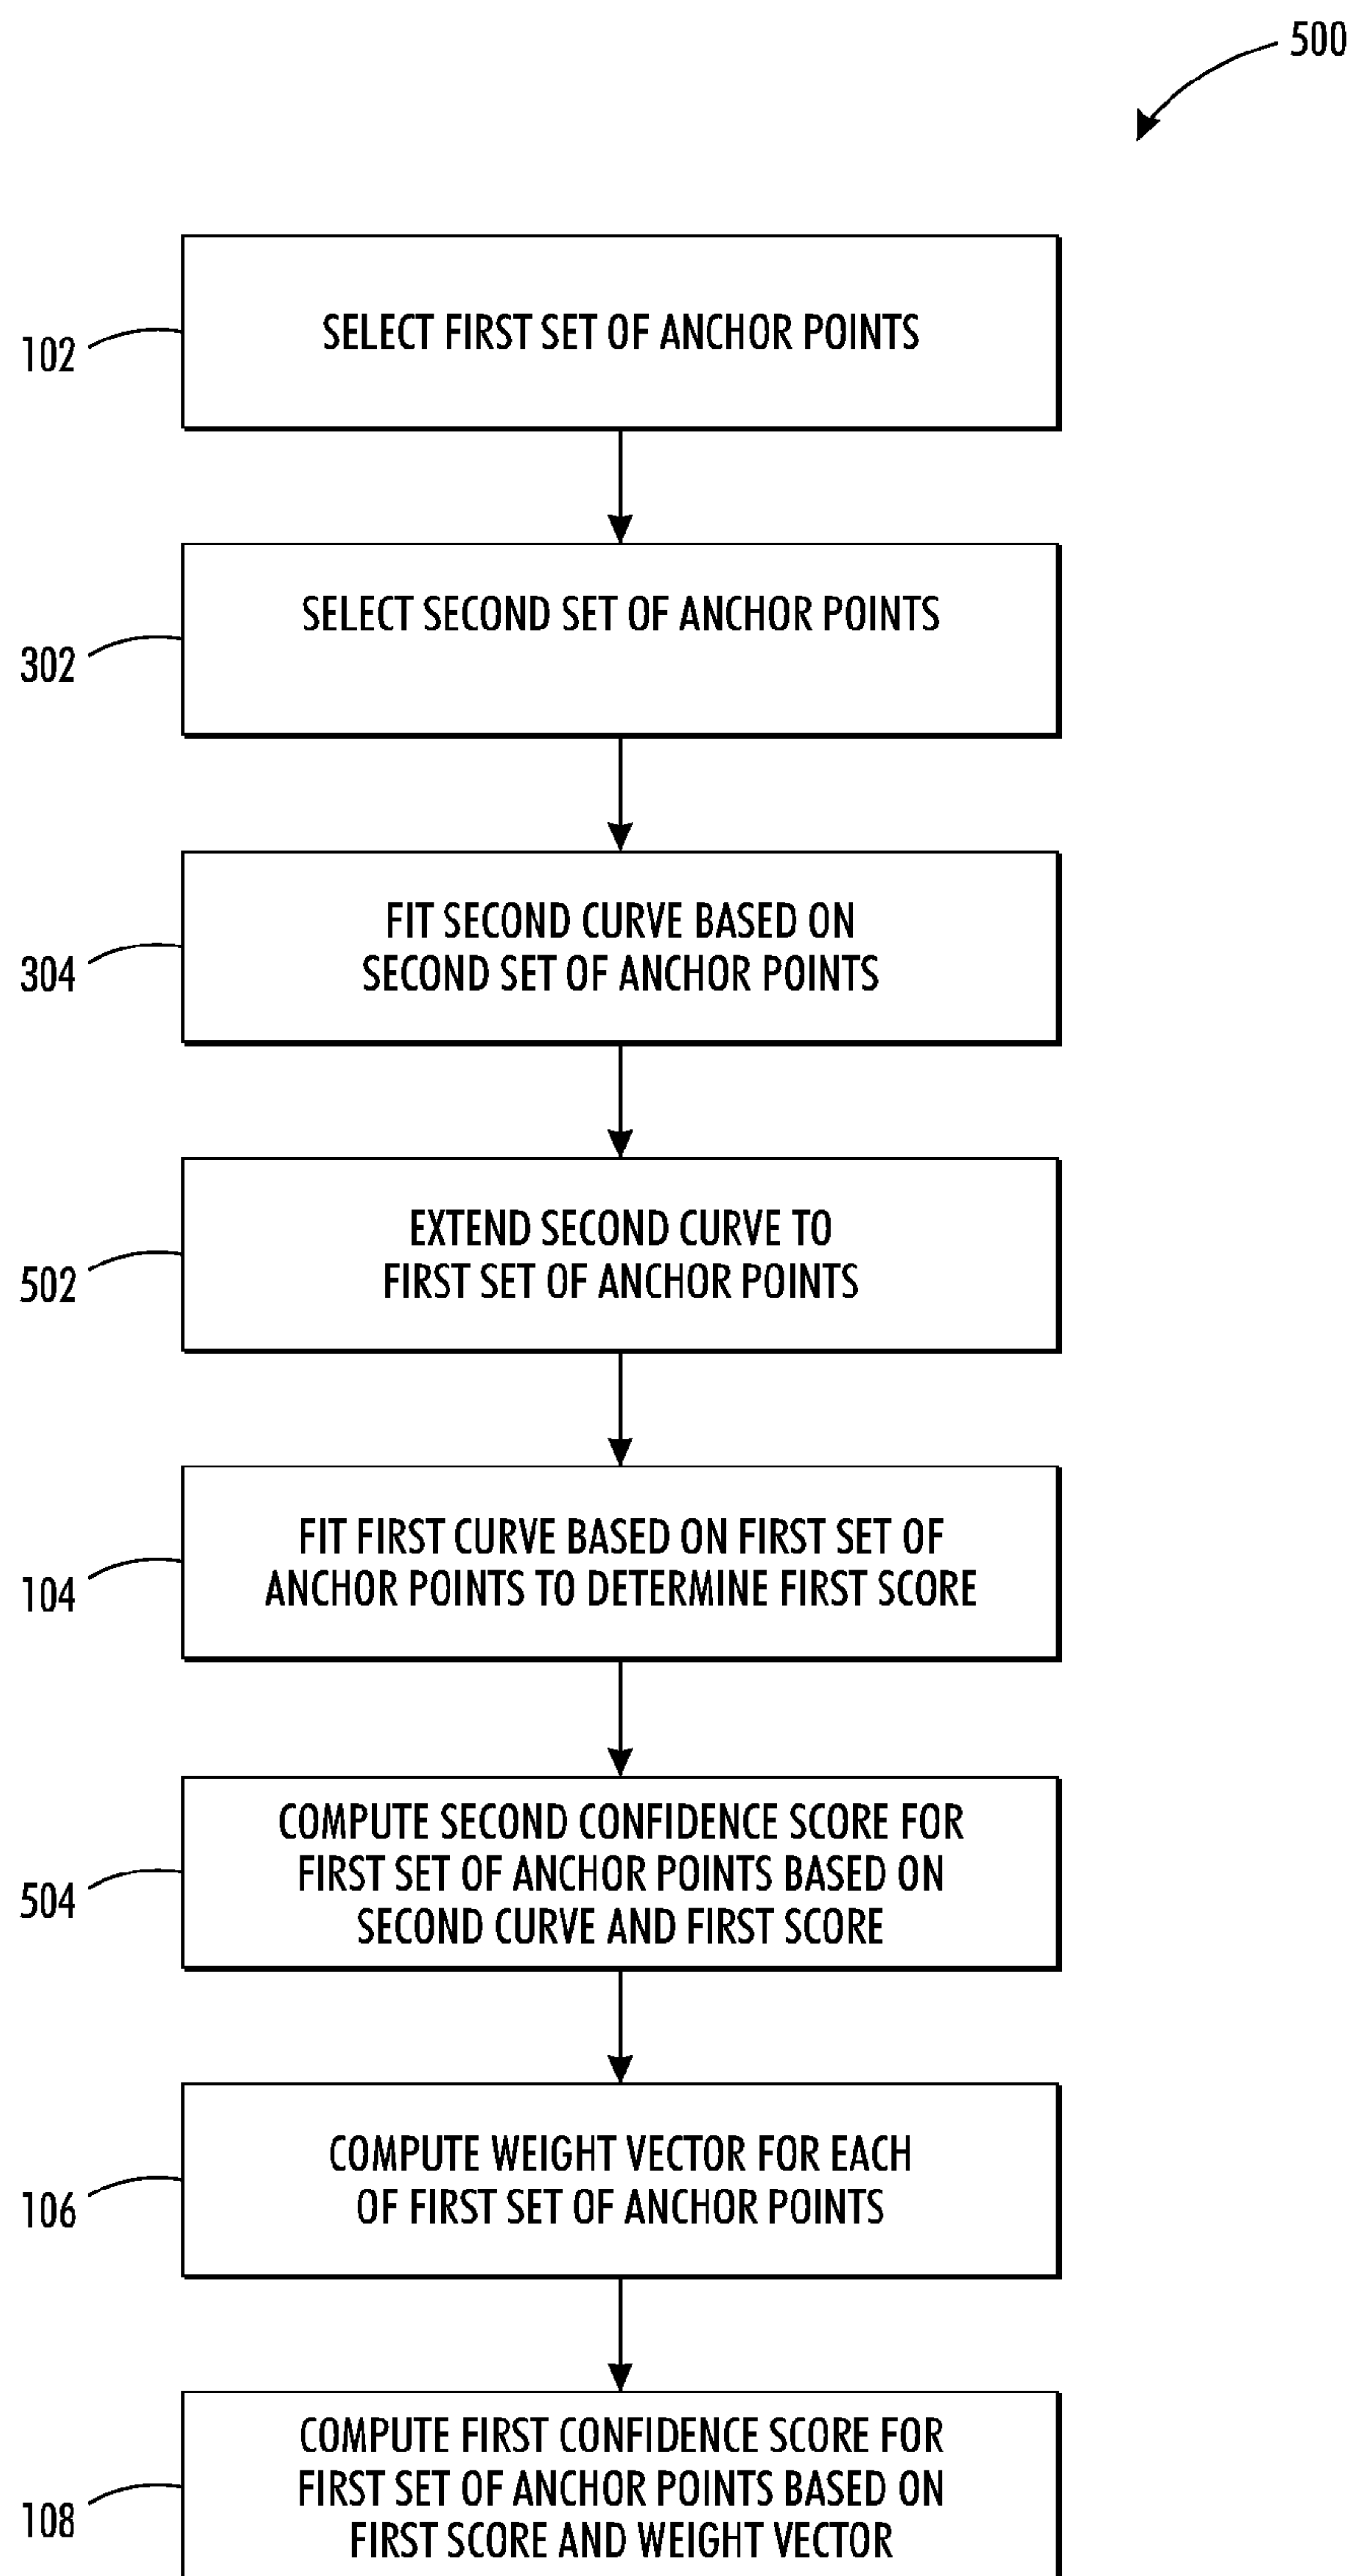 500
102
SELECT FIRST SET OF ANCHOR POINTS
302
SELECT SECOND SET OF ANCHOR POINTS
304
FIT SECOND CURVE BASED ON
SECOND SET OF ANCHOR POINTS
502
EXTEND SECOND CURVE TO
FIRST SET OF ANCHOR POINTS
104
FIT FIRST CURVE BASED ON FIRST SET OF
ANCHOR POINTS TO DETERMINE FIRST SCORE
504
COMPUTE SECOND CONFIDENCE SCORE FOR
FIRST SET OF ANCHOR POINTS BASED ON
SECOND CURVE AND FIRST SCORE
106
COMPUTE WEIGHT VECTOR FOR EACH
OF FIRST SET OF ANCHOR POINTS
108
COMPUTE FIRST CONFIDENCE SCORE FOR
FIRST SET OF ANCHOR POINTS BASED ON
FIRST SCORE AND WEIGHT VECTOR